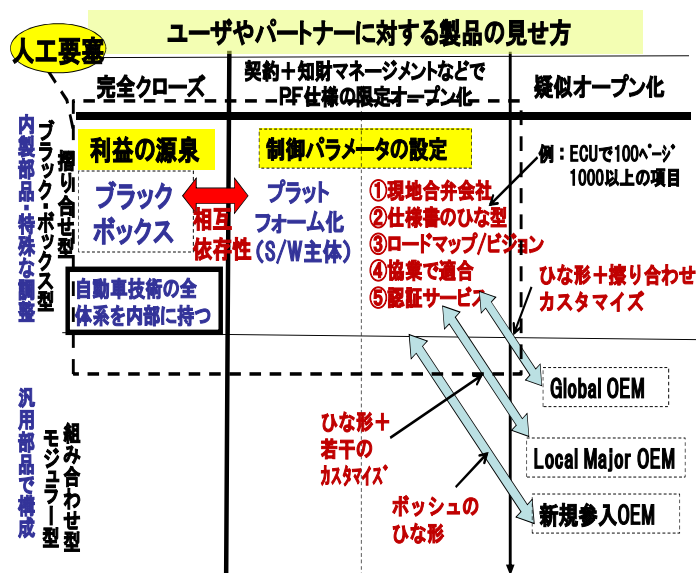 ユーザやパートナーに対する製品の見せ方
人工要塞
完全クローズ
契約+知財マネージメントなどで
PF仕様の限定オープン化
疑似オープン化
内製部品・特殊な調整
ブラック・ボックス型
摺り合せ型
利益の源泉
ブラック
ボックス
相互
依存性
自動車技術の全
体系を内部に持つ
制御パラメータの設定
プラット
フォーム化
(S/W主体)
①現地合弁会社
②仕様書のひな型
③ロードマップ/ビジョン
④協業で適合
⑤認証サービス
例:ECUで100ページ
1000以上の項目
ひな形+擦り合わせ
カスタマイズ
汎用部品で構成
モジュラー型
組み合わせ型
ひな形+
若干の
カスタマイズ
ボッシュの
ひな形
Global OEM
Local Major OEM
新規参入OEM